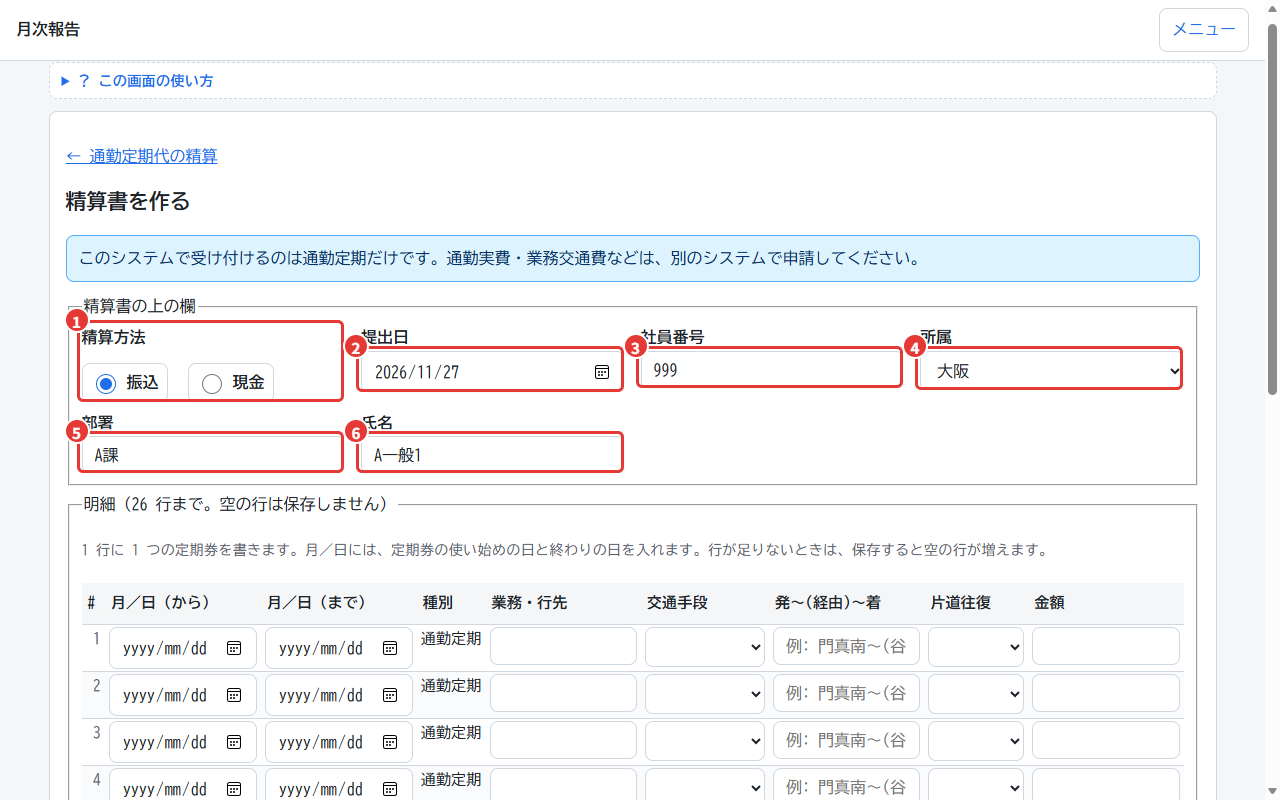 月次報告
メニュー
▶ ? この画面の使い方
← 通勤定期代の精算
精算書を作る
このシステムで受け付けるのは通勤定期だけです。通勤実費・業務交通費などは、別のシステムで申請してください。
精算書の上の欄
1 精算方法
振込 現金
2 提出日
2026/11/27
3 社員番号
999
4 所属
大阪
5 部署
A課
6 氏名
A一般1
明細（26 行まで。空の行は保存しません）
1 行に 1 つの定期券を書きます。月／日には、定期券の使い始めの日と終わりの日を入れます。行が足りないときは、保存すると空の行が増えます。
# 月／日（から） 月／日（まで） 種別 業務・行先 交通手段 発～(経由)～着 片道往復 金額
1 yyyy/mm/dd yyyy/mm/dd 通勤定期 例: 門真南～(谷
2 yyyy/mm/dd yyyy/mm/dd 通勤定期 例: 門真南～(谷
3 yyyy/mm/dd yyyy/mm/dd 通勤定期 例: 門真南～(谷
4 yyyy/mm/dd yyyy/mm/dd 通勤定期 例: 門真南～(谷